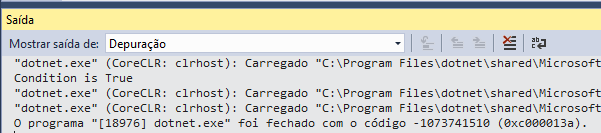 Saída
Mostrar saída de: Depuração
"dotnet.exe" (CoreCLR: clrhost): Carregado "C:\Program Files\dotnet\shared\Microsoft
Condition is True
"dotnet.exe" (CoreCLR: clrhost): Carregado "C:\Program Files\dotnet\shared\Microsoft
"dotnet.exe" (CoreCLR: clrhost): Carregado "C:\Program Files\dotnet\shared\Microsoft
O programa "[18976] dotnet.exe" foi fechado com o código -1073741510 (0xc000013a).